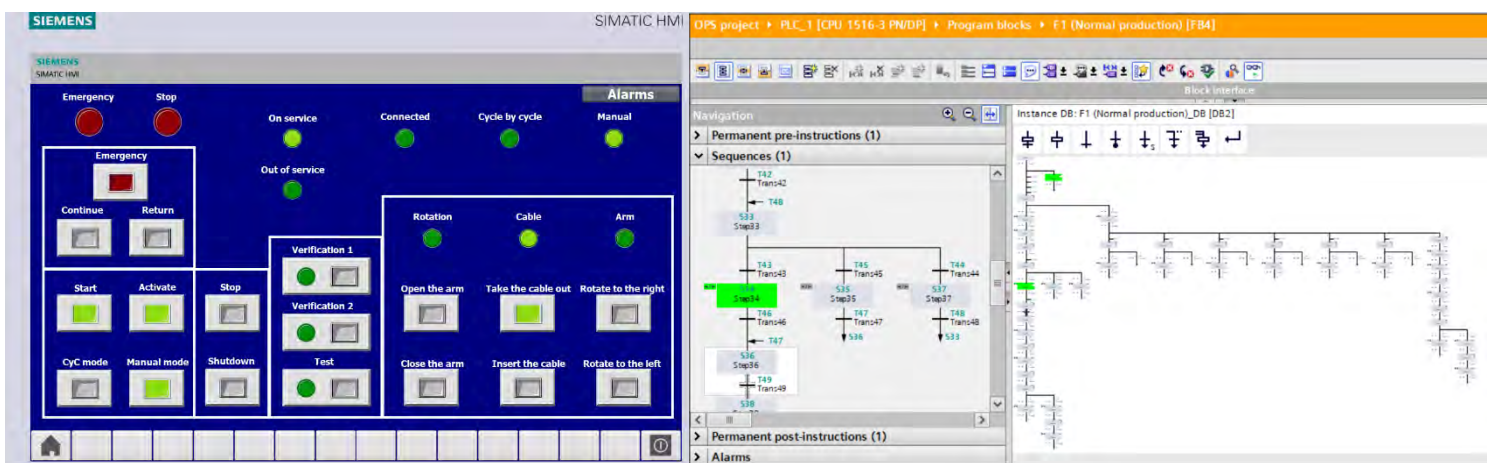 SIEMENS
SIMATIC HMI
SIEMENS
SIMATIC HMI
Alarms
Emergency
Stop
On service
Connected
Cycle by cycle
Manual
Emergency
Out of service
Continue
Return
Rotation
Cable
Arm
Verification 1
Start
Activate
Stop
Open the arm
Take the cable out
Rotate to the right
Verification 2
CyC mode
Manual mode
Shutdown
Test
Close the arm
Insert the cable
Rotate to the left
OPS project
PLC_1 [CPU 1516-3 PN/DP]
Program blocks
F1 (Normal production) [FB4]
Block interface
Navigation
Permanent pre-instructions (1)
Sequences (1)
T42
Trans42
T48
S33
Step33
T43
Trans43
T45
Trans45
T44
Trans44
Step34
S35
Step35
S37
Step37
T46
Trans46
T47
Trans47
T48
Trans48
T47
S36
S33
S36
Step36
T49
Trans49
S38
Permanent post-instructions (1)
Alarms
Instance DB: F1 (Normal production)_DB [DB2]